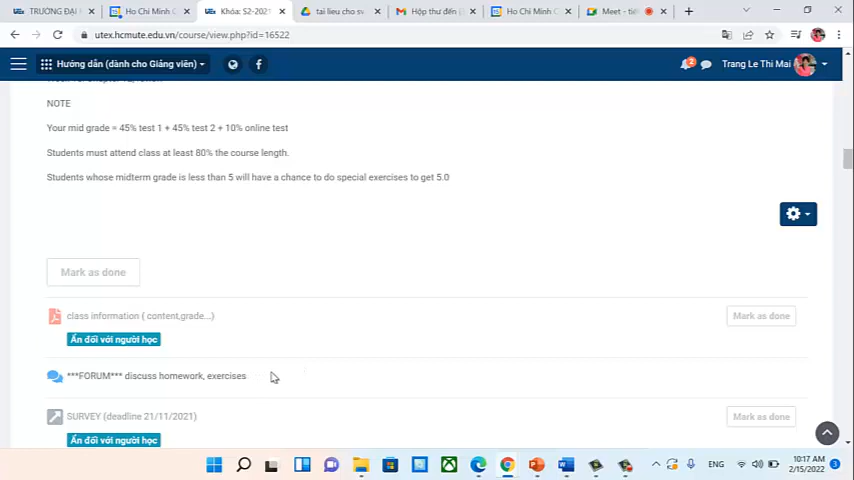 TRƯỜNG ĐẠI
Ho Chi Minh C
Khóa: S2-2021
tai lieu cho sv
Hộp thư đến (
Ho Chi Minh C
Meet - tiế
utex.hcmute.edu.vn/course/view.php?id=16522
Hướng dẫn (dành cho Giảng viên)
2
Trang Le Thi Mai
NOTE
Your mid grade = 45% test 1 + 45% test 2 + 10% online test
Students must attend class at least 80% the course length.
Students whose midterm grade is less than 5 will have a chance to do special exercises to get 5.0
Mark as done
class information ( content,grade...)
Mark as done
Ẩn đối với người học
***FORUM*** discuss homework, exercises
SURVEY (deadline 21/11/2021)
Mark as done
Ẩn đối với người học
ENG
10:17 AM
2/15/2022
3